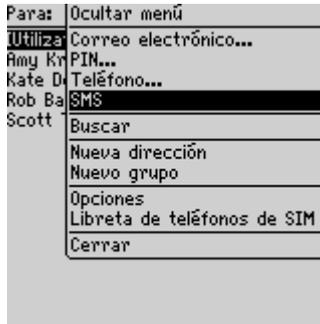 Para: Ocultar menú
(Utiliza Correo electrónico...
Amy Kr PIN...
Kate D Teléfono...
Rob Ba SMS
Scott Buscar
Nueva dirección
Nuevo grupo
Opciones
Libreta de teléfonos de SIM
Cerrar